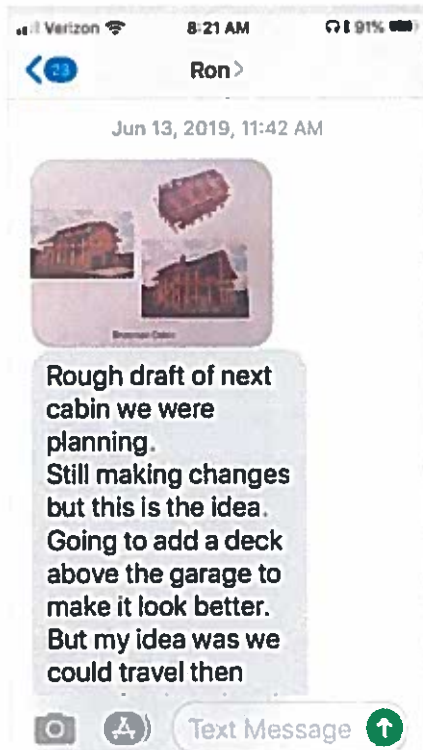 Verizon 8:21 AM 91%
23 Ron >
Jun 13, 2019, 11:42 AM
Cabin
Rough draft of next
cabin we were
planning.
Still making changes
but this is the idea.
Going to add a deck
above the garage to
make it look better.
But my idea was we
could travel then
Text Message